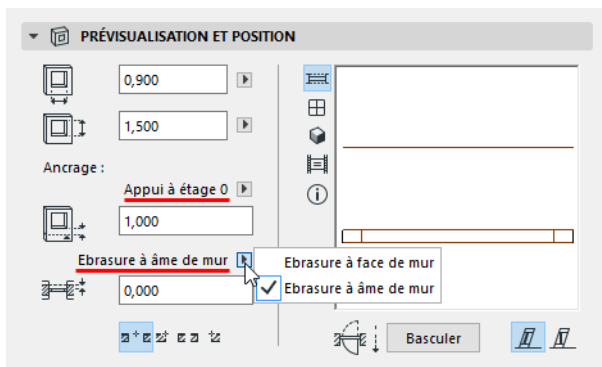 PRÉVISUALISATION ET POSITION
0,900
1,500
Ancrage :
Appui à étage 0
1,000
Ebrasure à âme de mur
Ebrasure à face de mur
Ebrasure à âme de mur
0,000
Basculer